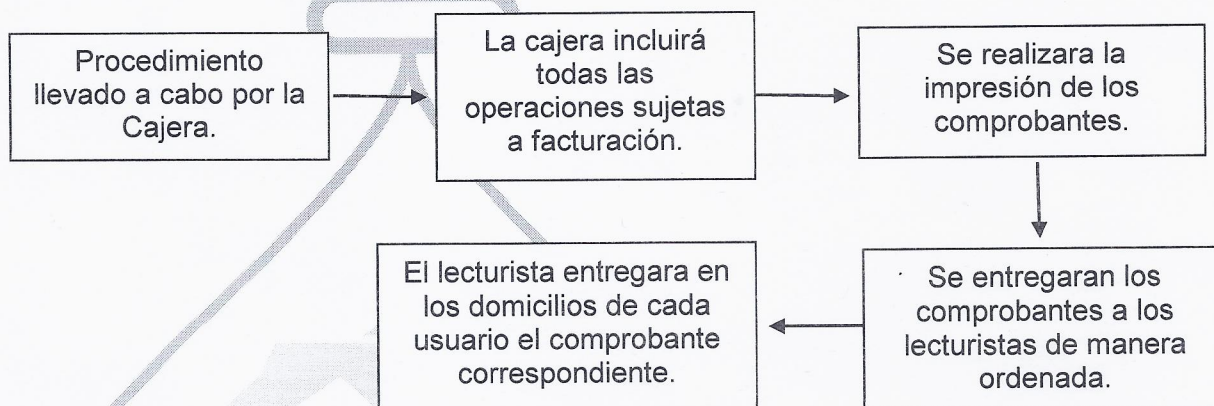 Procedimiento
llevado a cabo por la
Cajera.
La cajera incluirá
todas las
operaciones sujetas
a facturación.
Se realizara la
impresión de los
comprobantes.
Se entregaran los
comprobantes a los
lecturistas de manera
ordenada.
El lecturista entregara en
los domicilios de cada
usuario el comprobante
correspondiente.